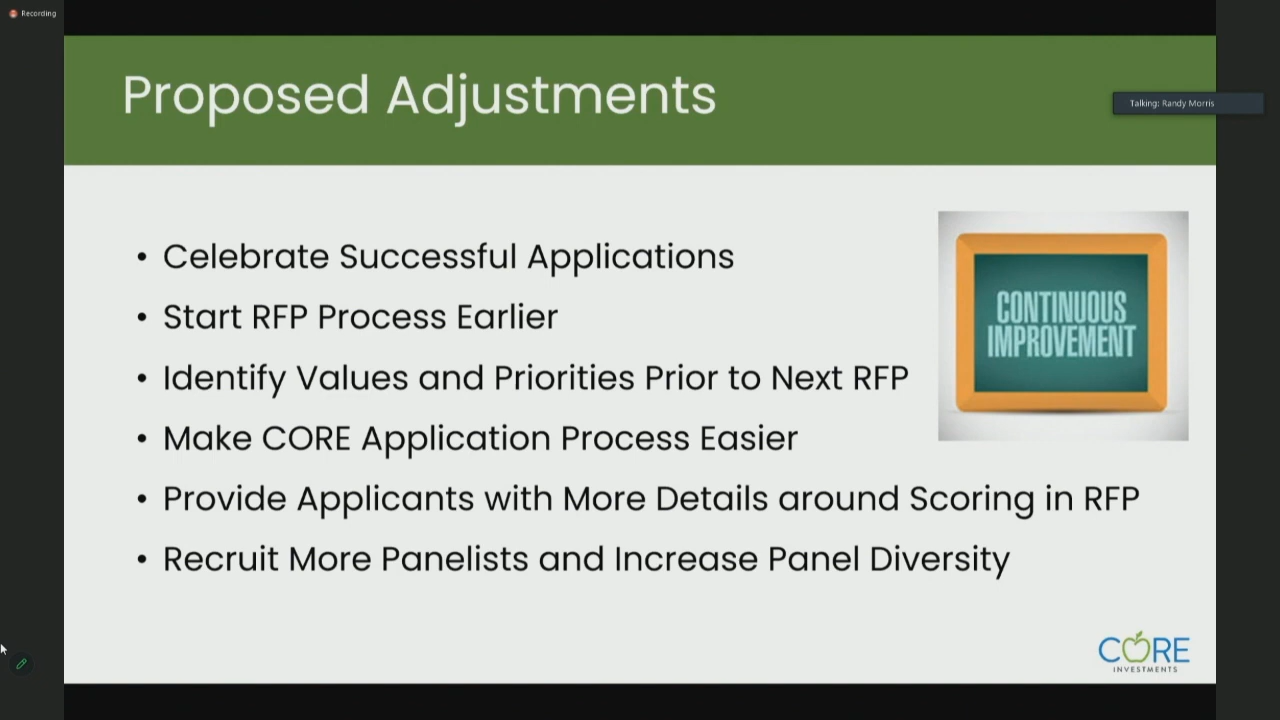 Recording
Proposed Adjustments
Talking: Randy Morris
• Celebrate Successful Applications
• Start RFP Process Earlier
• Identify Values and Priorities Prior to Next RFP
• Make CORE Application Process Easier
• Provide Applicants with More Details around Scoring in RFP
• Recruit More Panelists and Increase Panel Diversity
CONTINUOUS
IMPROVEMENT
CORE
INVESTMENTS